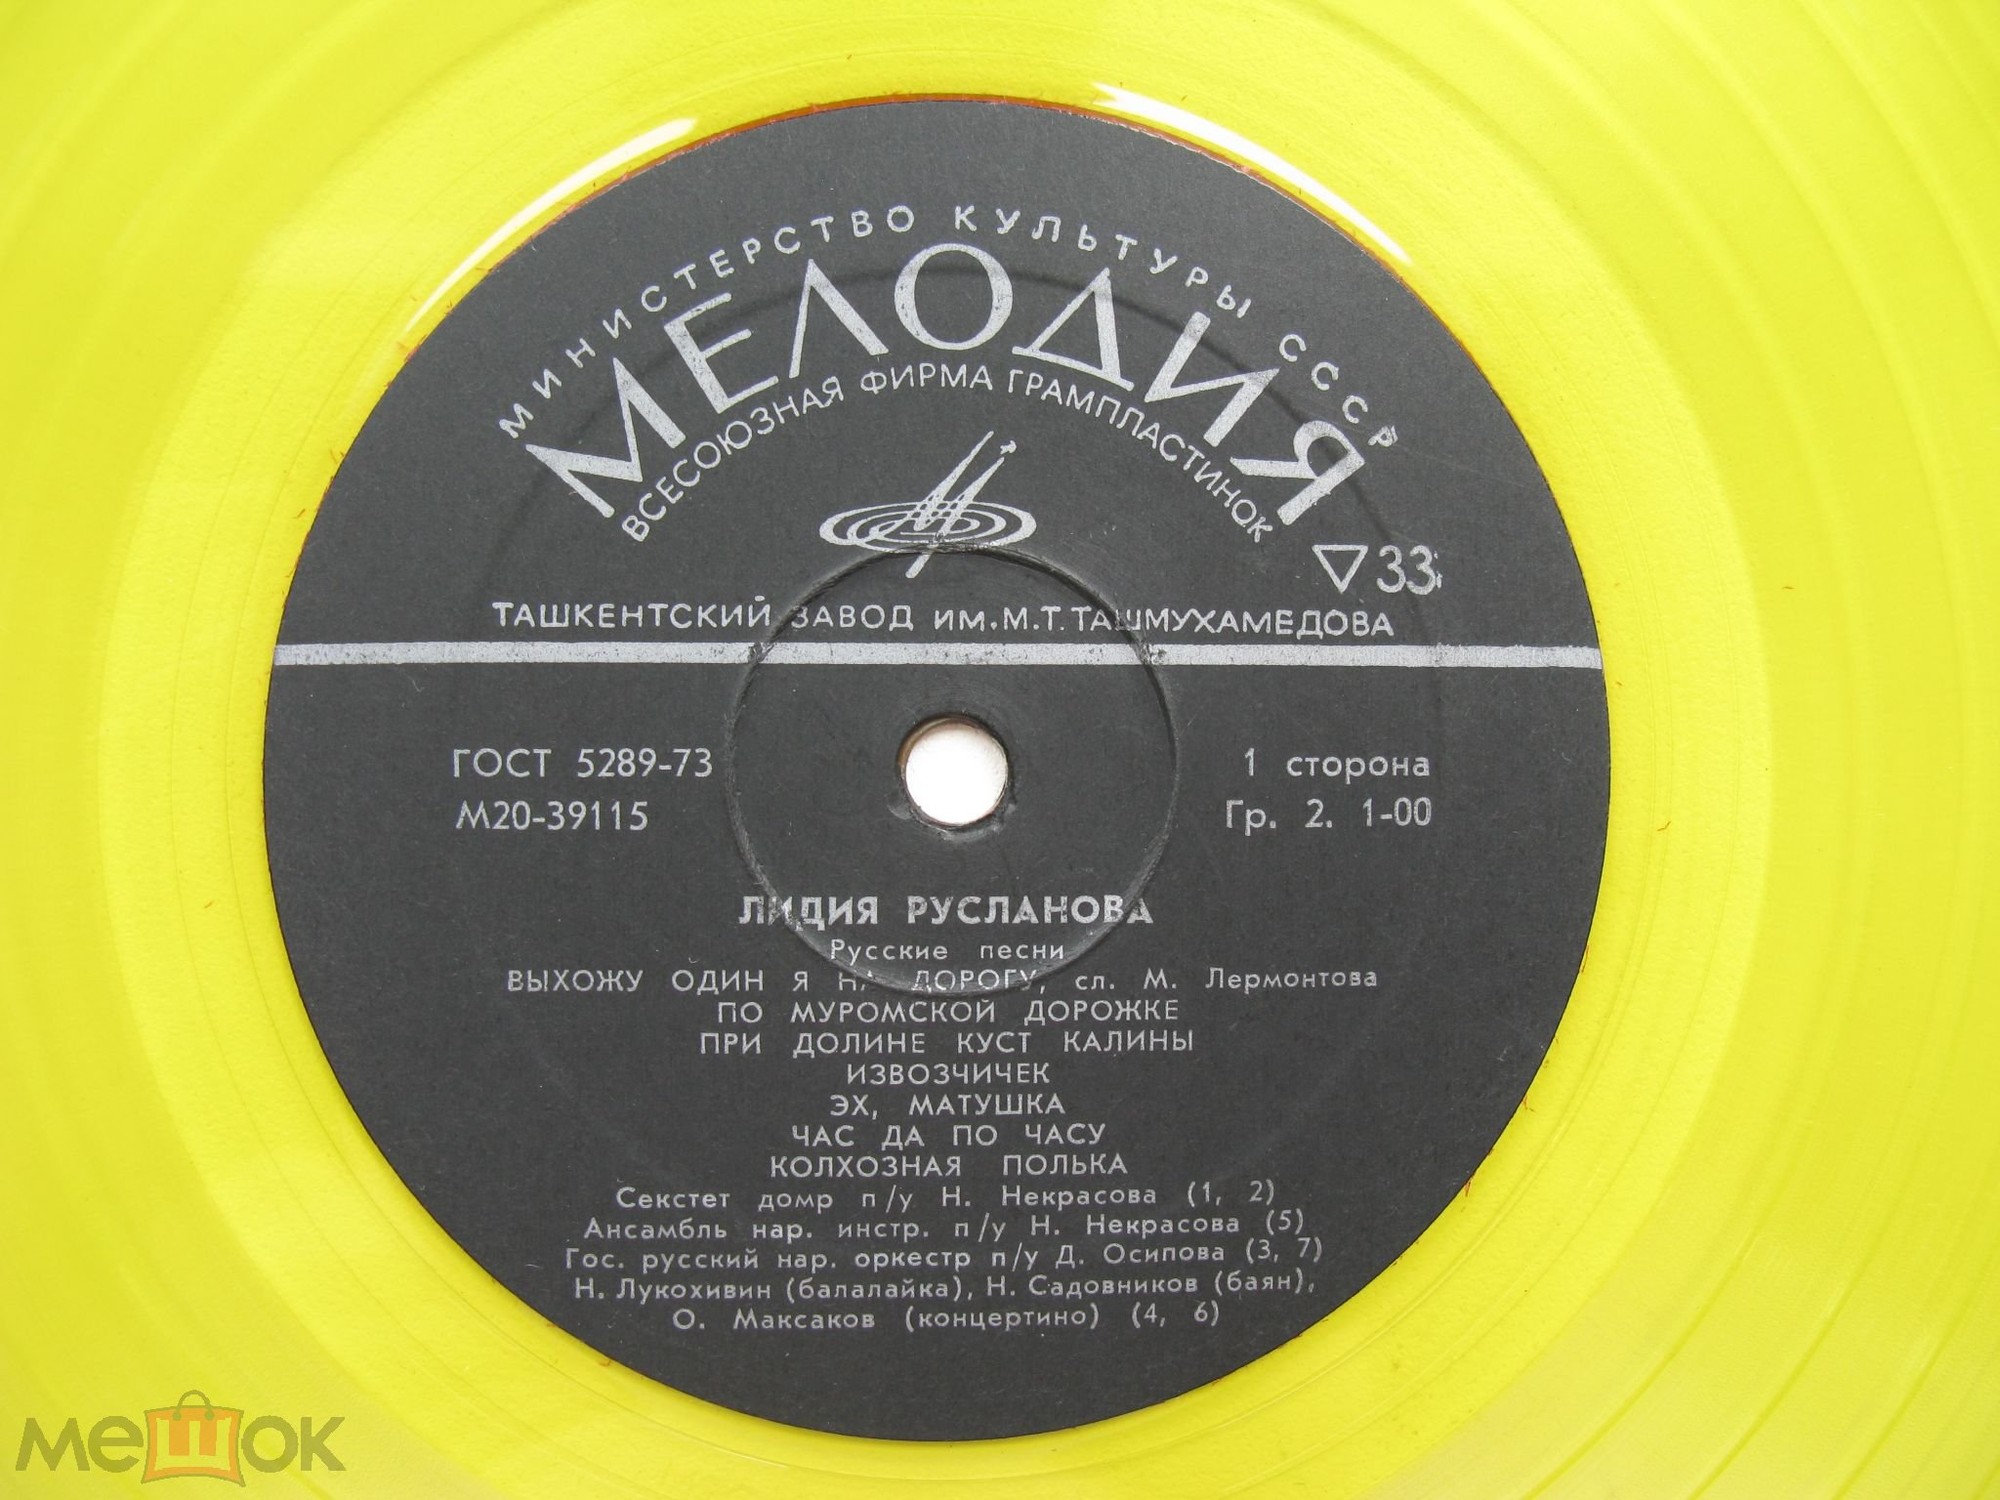 МИНИСТЕРСТВО КУЛЬТУРЫ СССР
МЕЛОДИЯ
ВСЕСОЮЗНАЯ ФИРМА ГРАМПЛАСТИНОК
33
ТАШКЕНТСКИЙ ЗАВОД ИМ.М.Т.ТАШМУХАМЕДОВА
ГОСТ 5289-73
М20-39115
1 сторона
Гр. 2. 1-00
ЛИДИЯ РУСЛАНОВА
Русские песни
ВЫХОЖУ ОДИН Я НА ДОРОГУ, сл. М. Лермонтова
ПО МУРОМСКОЙ ДОРОЖКЕ
ПРИ ДОЛИНЕ КУСТ КАЛИНЫ
ИЗВОЗЧИЧЕК
ЭХ, МАТУШКА
ЧАС ДА ПО ЧАСУ
КОЛХОЗНАЯ ПОЛЬКА
Секстет домр п/у Н. Некрасова (1, 2)
Ансамбль нар. инстр. п/у Н. Некрасова (5)
Гос. русский нар. оркестр п/у Д. Осипова (3, 7)
Н. Лукохивин (балалайка), Н. Садовников (баян),
О. Максаков (концертино) (4, 6)
мешок